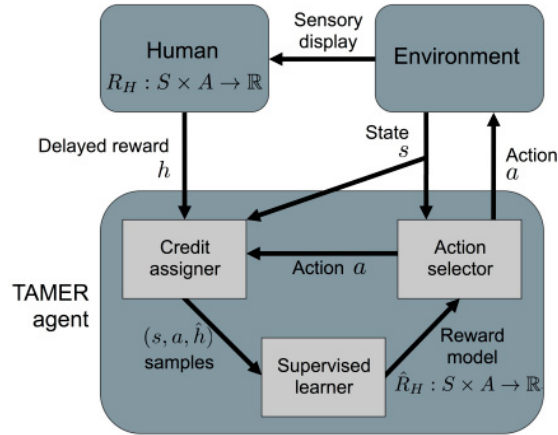 Human
R_H : S × A → ℝ
Sensory
display
Environment
Delayed reward
h
State
s
Action
a
TAMER
agent
Credit
assigner
Action a
Action
selector
(s, a, ĥ)
samples
Supervised
learner
Reward
model
R̂_H : S × A → ℝ